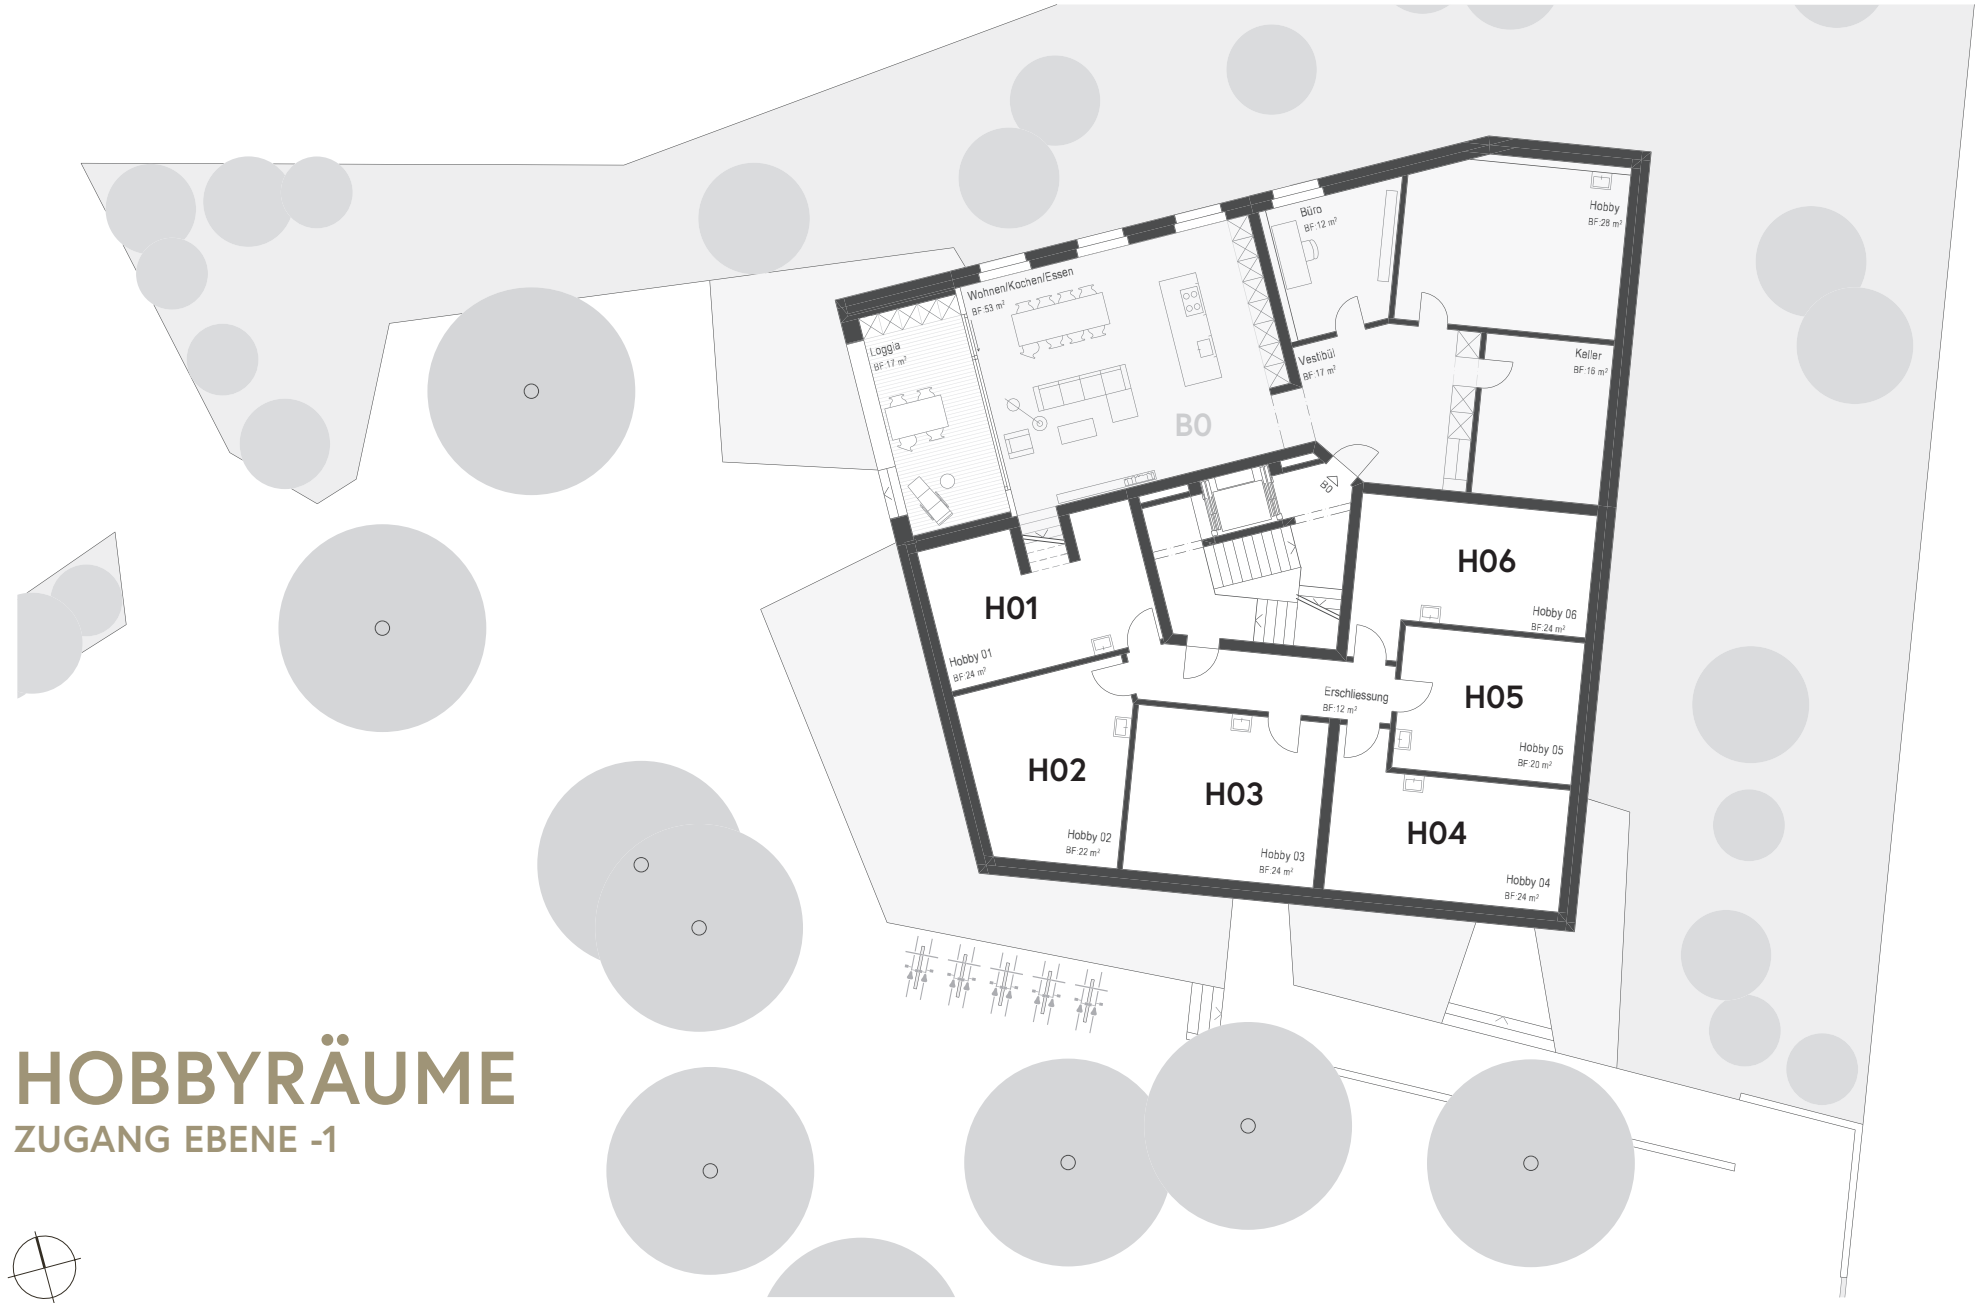 Büro
BF:12 m²
Hobby
BF:28 m²
Wohnen/Kochen/Essen
BF:53 m²
Loggia
BF 17 m²
Vestibül
BF:17 m²
Keller
BF:16 m²
B0
B0
H01
Hobby 01
BF:24 m²
H06
Hobby 06
BF:24 m²
Erschliessung
BF:12 m²
H05
Hobby 05
BF:20 m²
H02
Hobby 02
BF:22 m²
H03
Hobby 03
BF:24 m²
H04
Hobby 04
BF:24 m²
HOBBYRÄUME
ZUGANG EBENE -1